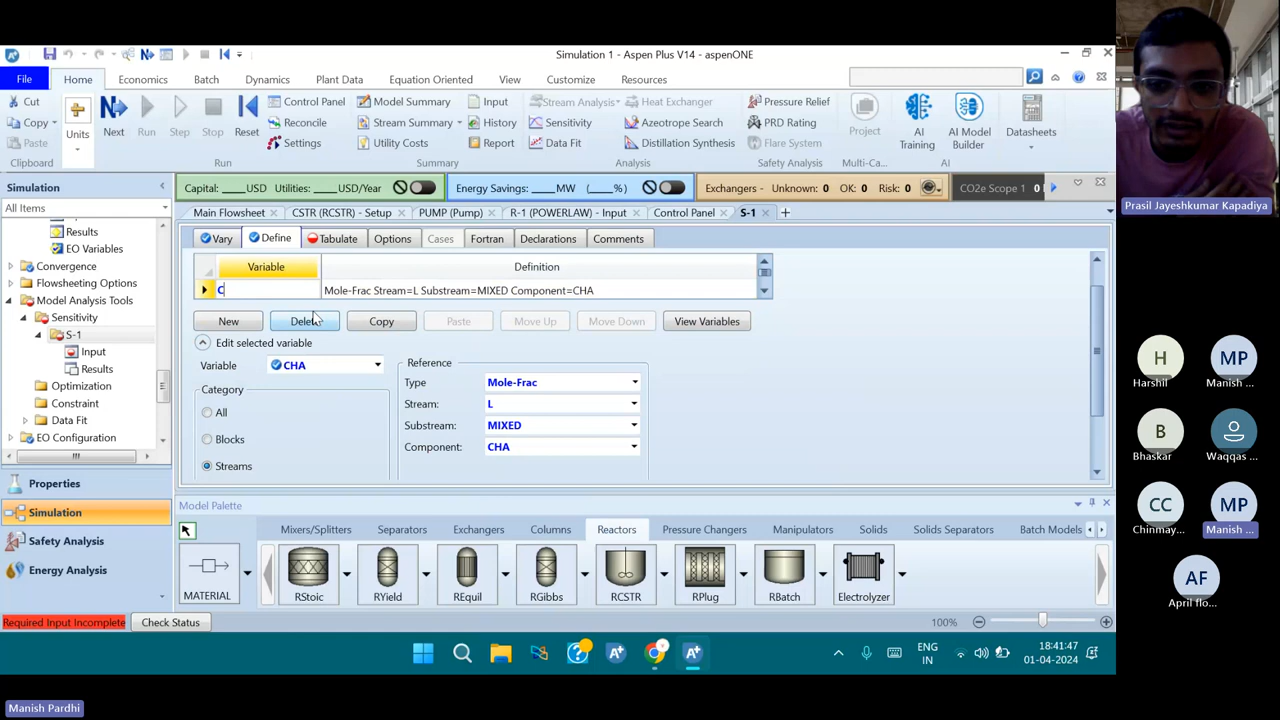 Simulation 1 - Aspen Plus V14 - aspenONE
File Home Economics Batch Dynamics Plant Data Equation Oriented View Customize Resources
Cut Copy Paste Clipboard
Units
Next Run Step Stop Reset Run
Control Panel Reconcile Settings
Model Summary Stream Summary Utility Costs
Input History Report Summary
Stream Analysis Sensitivity Data Fit
Heat Exchanger Azeotrope Search Distillation Synthesis Analysis
Pressure Relief PRD Rating Flare System Safety Analysis
Project Multi-Ca...
AI Training AI Model Builder AI
Datasheets
Simulation
All Items
Capital: ____USD Utilities: ____USD/Year
Energy Savings: ____MW (____%)
Exchangers - Unknown: 0 OK: 0 Risk: 0
CO2e Scope 1 0
Main Flowsheet CSTR (RCSTR) - Setup PUMP (Pump) R-1 (POWERLAW) - Input Control Panel S-1 +
Results
EO Variables
Convergence
Flowsheeting Options
Model Analysis Tools
Sensitivity
S-1
Input
Results
Optimization
Constraint
Data Fit
EO Configuration
Properties
Simulation
Safety Analysis
Energy Analysis
Vary Define Tabulate Options Cases Fortran Declarations Comments
Variable Definition
C Mole-Frac Stream=L Substream=MIXED Component=CHA
New Delete Copy Paste Move Up Move Down View Variables
Edit selected variable
Variable CHA
Category
All
Blocks
Streams
Reference
Type Mole-Frac
Stream: L
Substream: MIXED
Component: CHA
Model Palette
Mixers/Splitters Separators Exchangers Columns Reactors Pressure Changers Manipulators Solids Solids Separators Batch Models
MATERIAL RStoic RYield REquil RGibbs RCSTR RPlug RBatch Electrolyzer
Required Input Incomplete Check Status 100%
ENG
IN
18:41:47
01-04-2024
Manish Pardhi
Prasil Jayeshkumar Kapadiya
H MP
Harshil Manish ...
B
Bhaskar Waqqas ...
CC MP
Chinmay... Manish ...
AF
April flo...